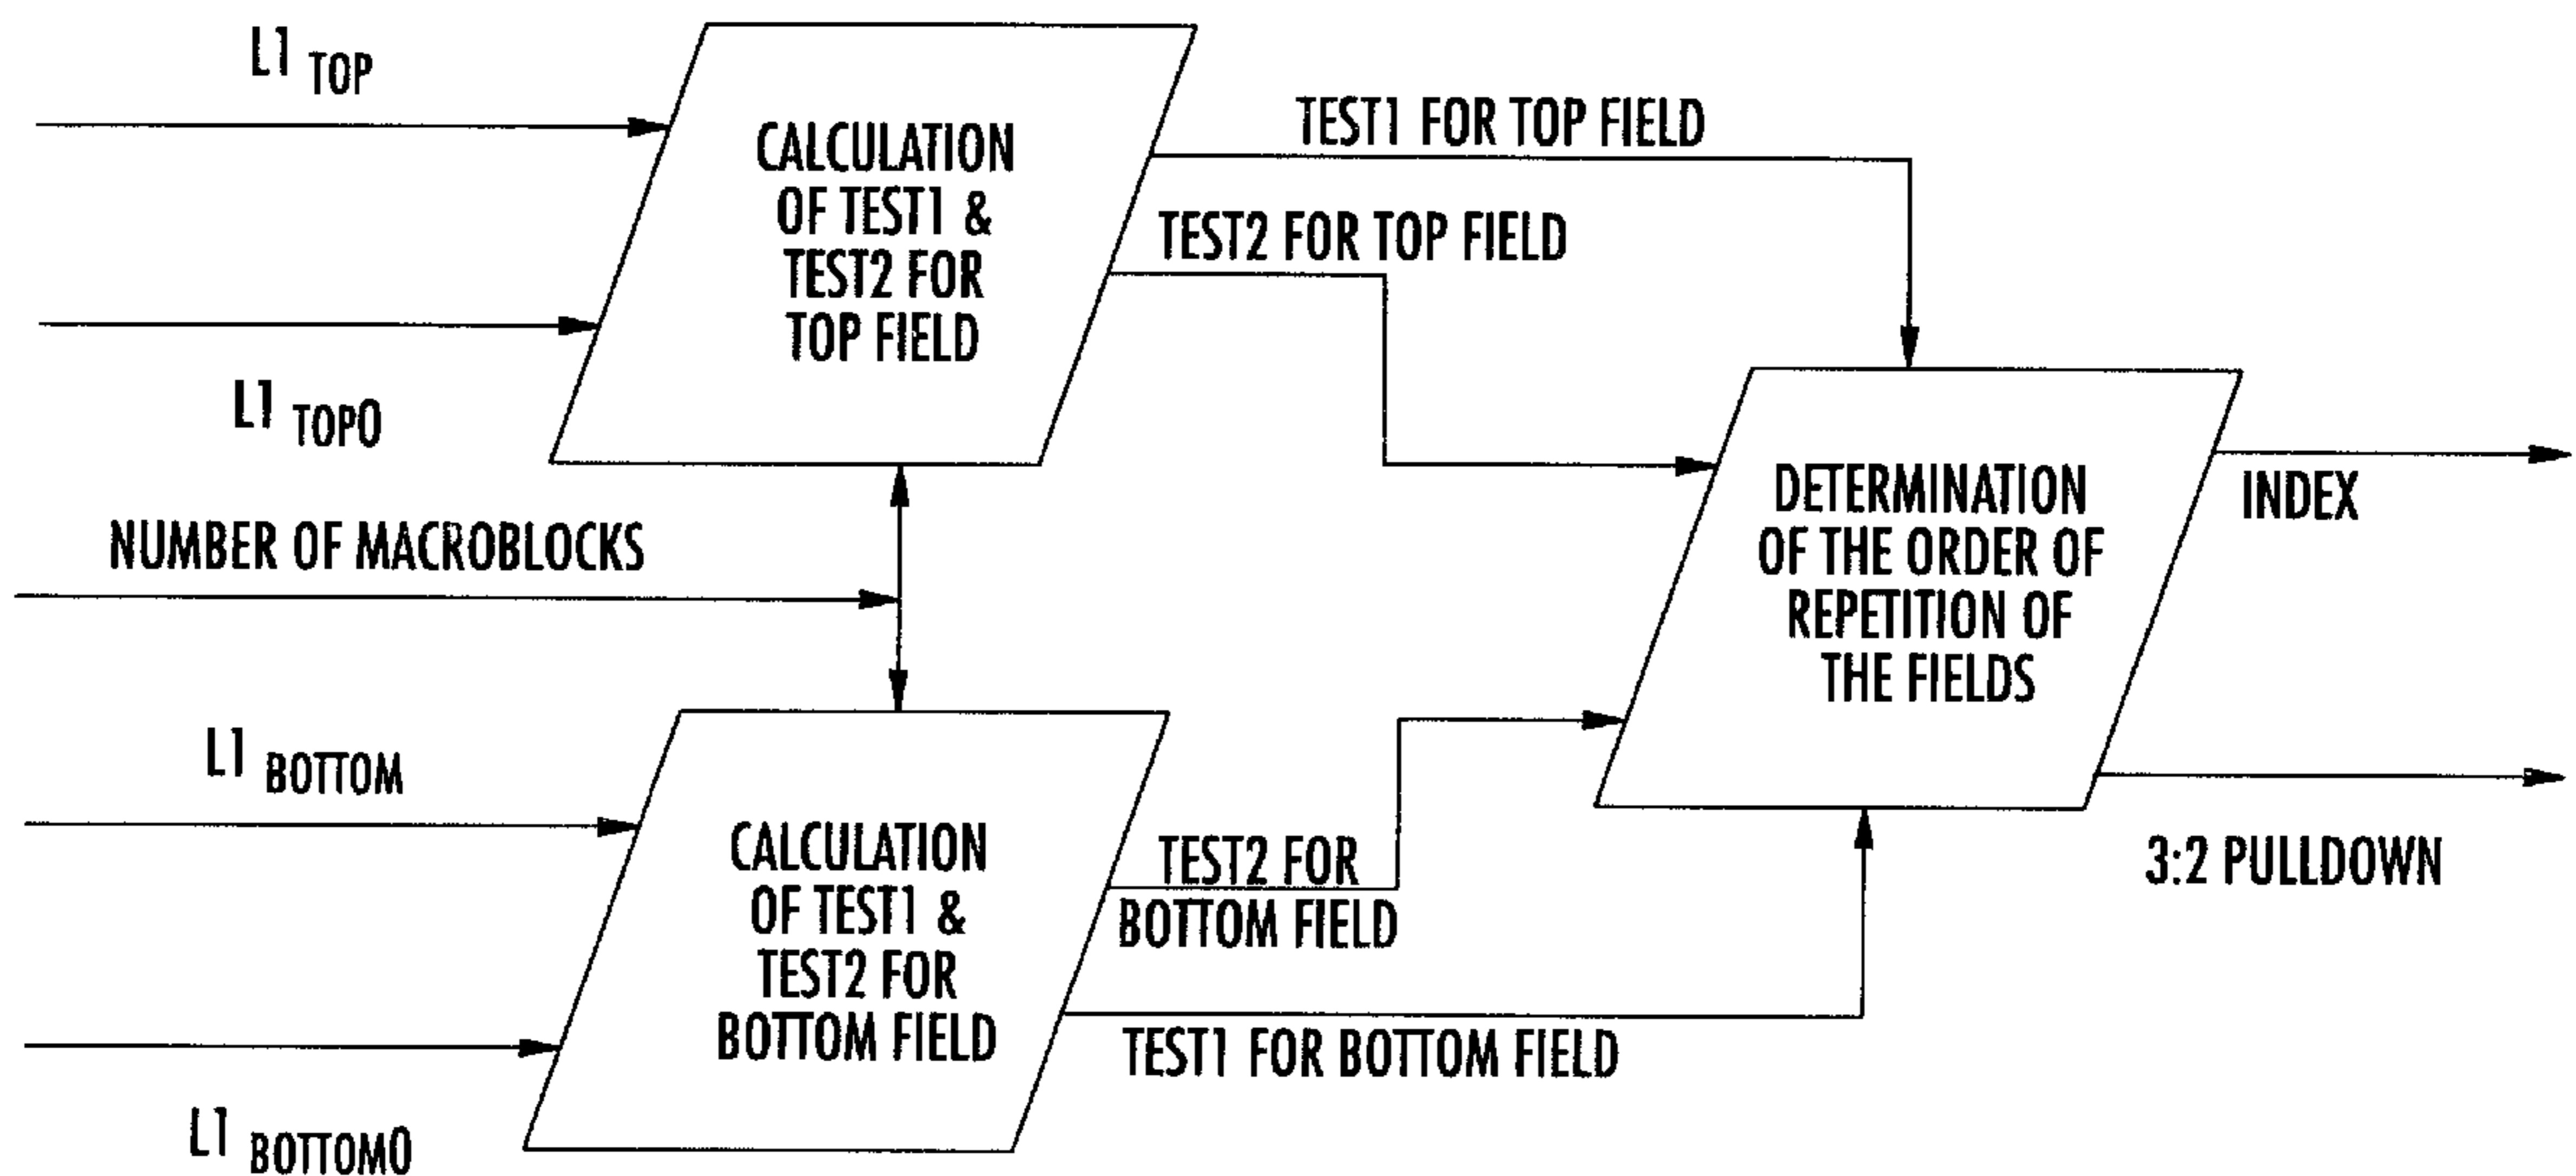 L1 TOP
L1 TOP0
NUMBER OF MACROBLOCKS
L1 BOTTOM
L1 BOTTOM0
CALCULATION
OF TEST1 &
TEST2 FOR
TOP FIELD
CALCULATION
OF TEST1 &
TEST2 FOR
BOTTOM FIELD
TEST1 FOR TOP FIELD
TEST2 FOR TOP FIELD
TEST2 FOR
BOTTOM FIELD
TEST1 FOR BOTTOM FIELD
DETERMINATION
OF THE ORDER OF
REPETITION OF
THE FIELDS
INDEX
3:2 PULLDOWN